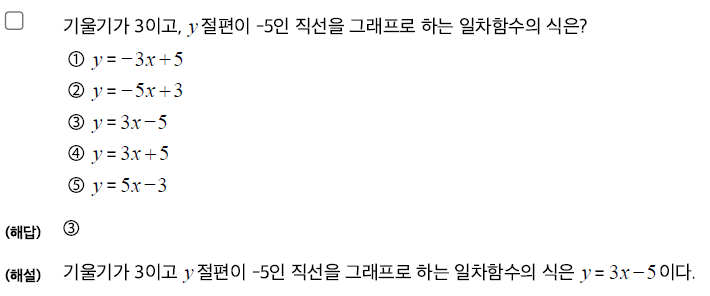 기울기가 3이고, y절편이 -5인 직선을 그래프로 하는 일차함수의 식은?
① y=-3x+5
② y=-5x+3
③ y=3x-5
④ y=3x+5
⑤ y=5x-3
(해답) ③
(해설) 기울기가 3이고 y절편이 -5인 직선을 그래프로 하는 일차함수의 식은 y=3x-5이다.